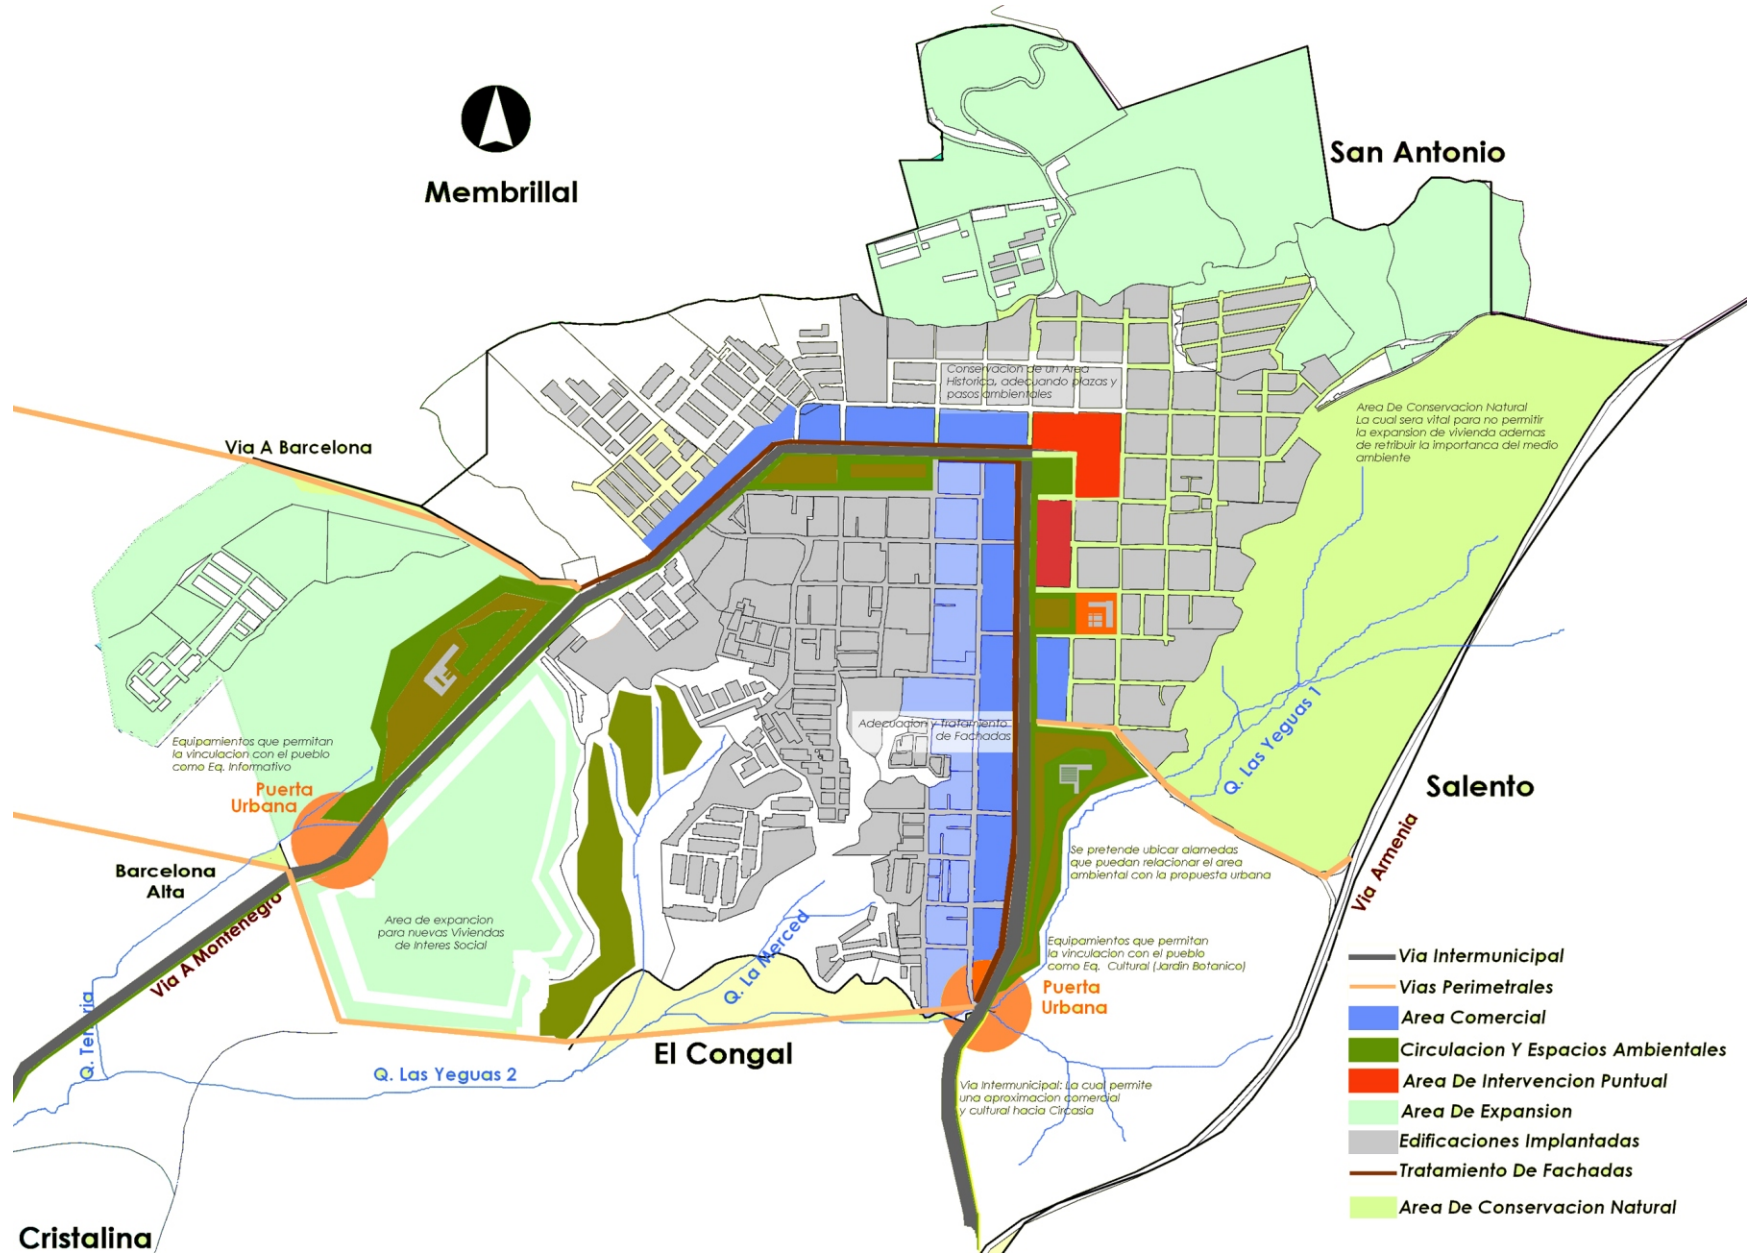 San Antonio
Membrillal
Conservacion de un Area
Historica, adecuando plazas y
pasos ambientales
Area De Conservacion Natural
La cual sera vital para no permitir
la expansion de vivienda ademas
de retribuir la importanca del medio
ambiente
Via A Barcelona
Adecuacion y Tratamiento
de Fachadas
Equipamientos que permitan
la vinculacion con el pueblo
como Eq. Informativo
Puerta
Urbana
Q. Las Yeguas 1
Salento
Via Armenia
Barcelona
Alta
Se pretende ubicar alamedas
que puedan relacionar el area
ambiental con la propuesta urbana
Via A Montenegro
Area de expancion
para nuevas Viviendas
de Interes Social
Q. La Merced
Equipamientos que permitan
la vinculacion con el pueblo
como Eq. Cultural (Jardin Botanico)
Puerta
Urbana
El Congal
Q. Las Yeguas 2
Via Intermunicipal: La cual permite
una aproximacion comercial
y cultural hacia Circasia
Cristalina
Via Intermunicipal
Vias Perimetrales
Area Comercial
Circulacion Y Espacios Ambientales
Area De Intervencion Puntual
Area De Expansion
Edificaciones Implantadas
Tratamiento De Fachadas
Area De Conservacion Natural